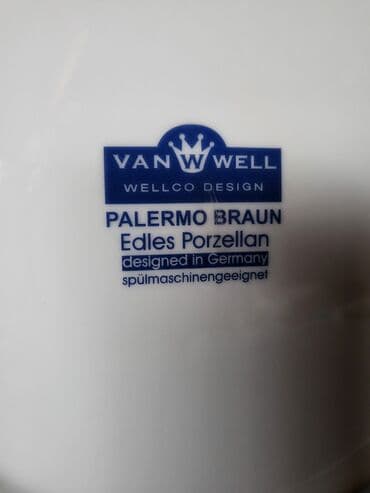 VAN W WELL
WELLCO DESIGN
PALERMO BRAUN
Edles Porzellan
designed in Germany
spülmaschinengeeignet